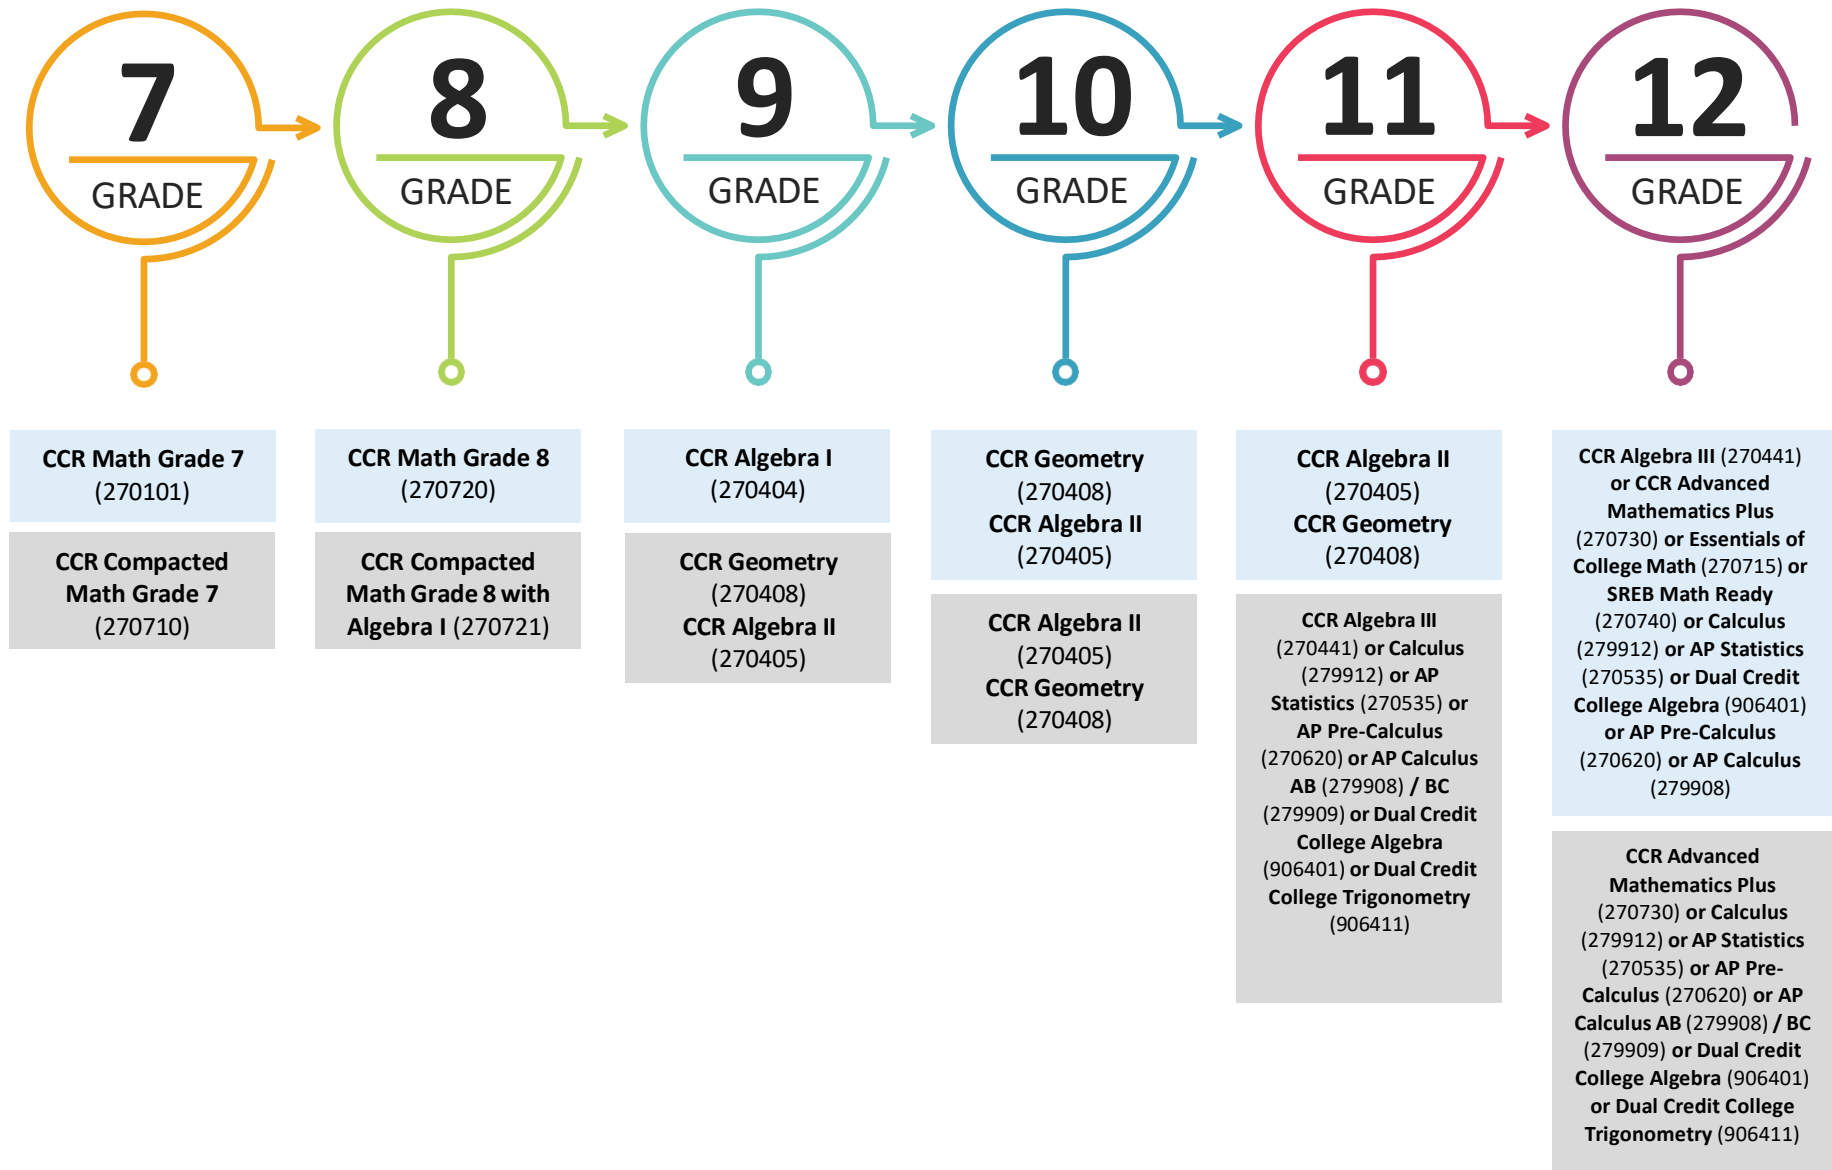 7
GRADE
8
GRADE
9
GRADE
10
GRADE
11
GRADE
12
GRADE
CCR Math Grade 7
(270101)
CCR Compacted
Math Grade 7
(270710)
CCR Math Grade 8
(270720)
CCR Compacted
Math Grade 8 with
Algebra I (270721)
CCR Algebra I
(270404)
CCR Geometry
(270408)
CCR Algebra II
(270405)
CCR Geometry
(270408)
CCR Algebra II
(270405)
CCR Algebra II
(270405)
CCR Geometry
(270408)
CCR Algebra II
(270405)
CCR Geometry
(270408)
CCR Algebra III
(270441) or Calculus
(279912) or AP
Statistics (270535) or
AP Pre-Calculus
(270620) or AP Calculus
AB (279908) / BC
(279909) or Dual Credit
College Algebra
(906401) or Dual Credit
College Trigonometry
(906411)
CCR Algebra III (270441)
or CCR Advanced
Mathematics Plus
(270730) or Essentials of
College Math (270715) or
SREB Math Ready
(270740) or Calculus
(279912) or AP Statistics
(270535) or Dual Credit
College Algebra (906401)
or AP Pre-Calculus
(270620) or AP Calculus
(279908)
CCR Advanced
Mathematics Plus
(270730) or Calculus
(279912) or AP Statistics
(270535) or AP Pre-
Calculus (270620) or AP
Calculus AB (279908) / BC
(279909) or Dual Credit
College Algebra (906401)
or Dual Credit College
Trigonometry (906411)